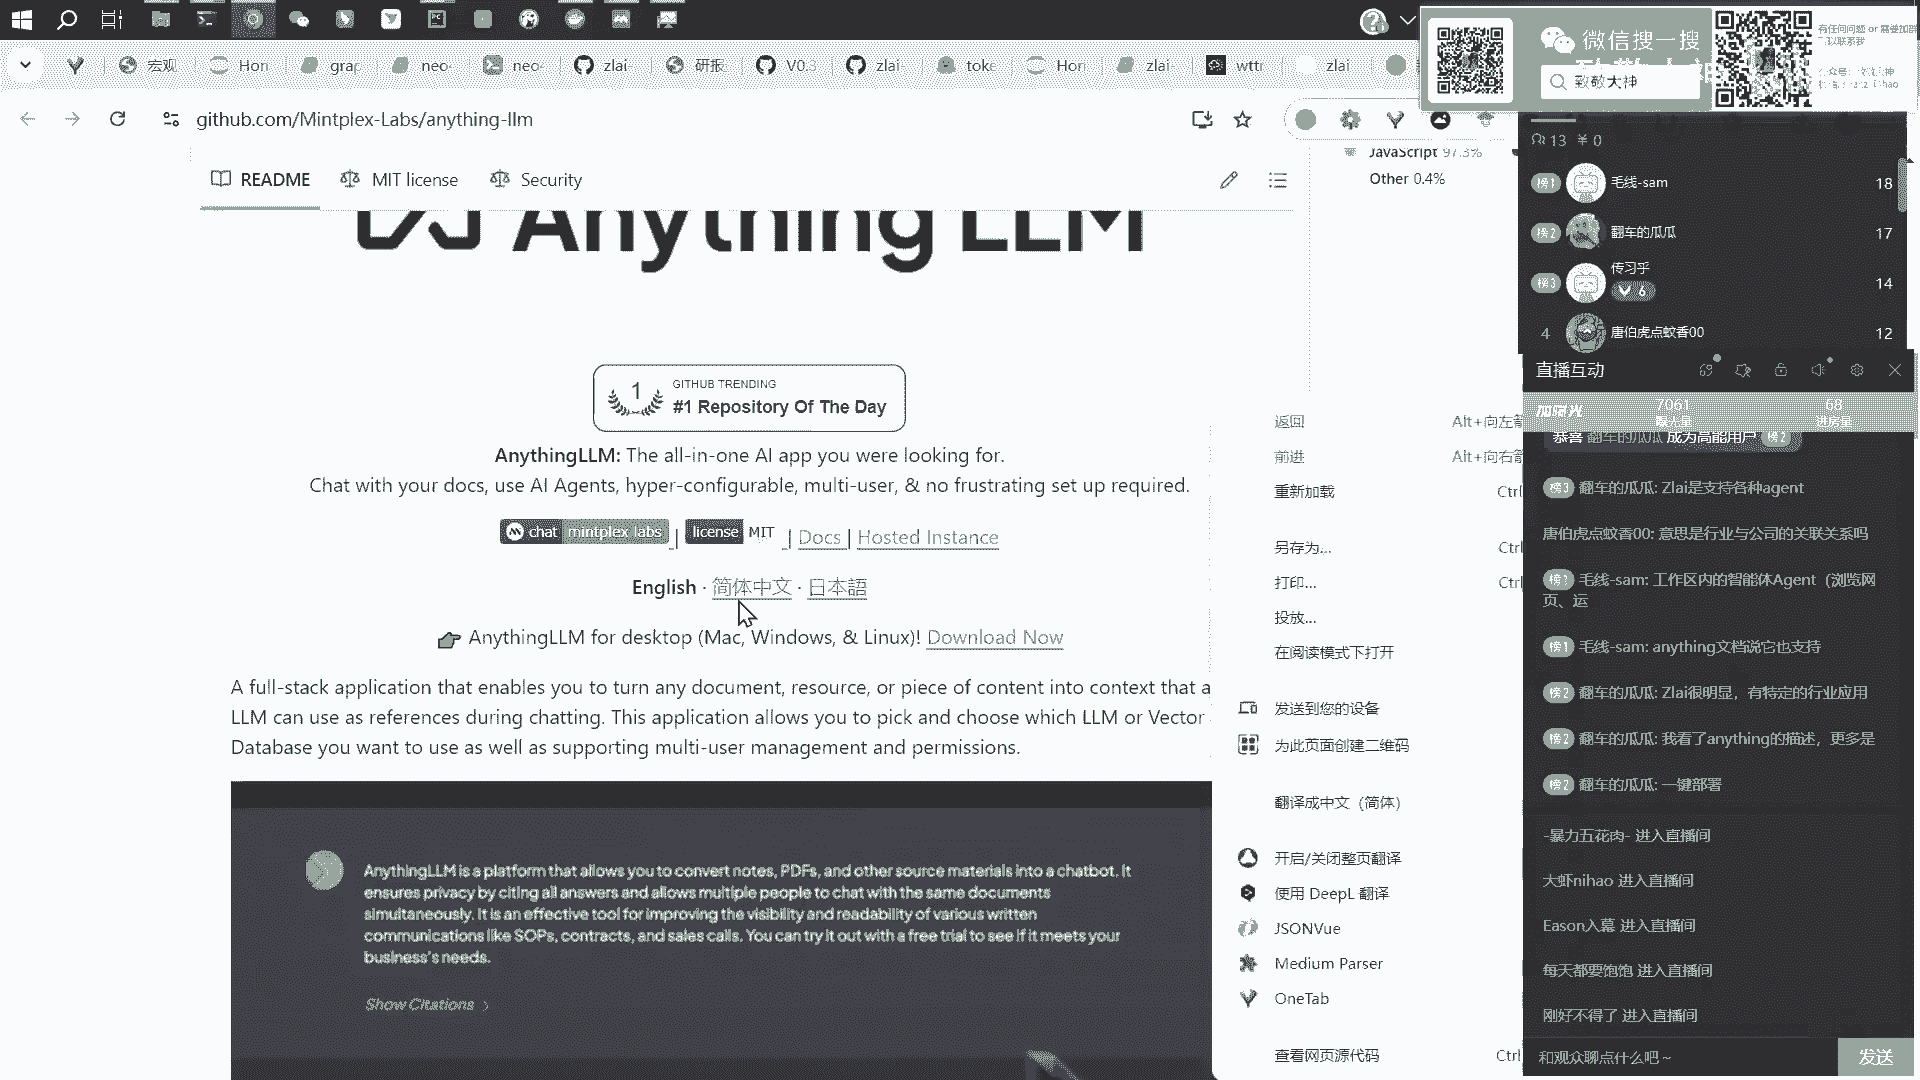 微信搜一搜
致敬大神
有任何问题 or 需要加群
宏观
Hon
grap
neo-
neo-
zlai-
研报
V0.3
zlai-
toke
Hon
zlai-
wttr
zlai
github.com/Mintplex-Labs/anything-llm
README
MIT license
Security
JavaScript 97.3%
Other 0.4%
Anything LLM
1
GITHUB TRENDING
#1 Repository Of The Day
AnythingLLM: The all-in-one AI app you were looking for.
Chat with your docs, use AI Agents, hyper-configurable, multi-user, & no frustrating set up required.
chat mintplex labs | license MIT | Docs | Hosted Instance
English · 简体中文 · 日本語
AnythingLLM for desktop (Mac, Windows, & Linux)! Download Now
A full-stack application that enables you to turn any document, resource, or piece of content into context that a
LLM can use as references during chatting. This application allows you to pick and choose which LLM or Vector
Database you want to use as well as supporting multi-user management and permissions.
AnythingLLM is a platform that allows you to convert notes, PDFs, and other source materials into a chatbot. It
ensures privacy by citing all answers and allows multiple people to chat with the same documents
simultaneously. It is an effective tool for improving the visibility and readability of various written
communications like SOPs, contracts, and sales calls. You can try it out with a free trial to see if it meets your
business's needs.
Show Citations
返回 Alt+向左箭
前进 Alt+向右箭
重新加载 Ctrl
另存为... Ctrl
打印... Ctrl
投放...
在阅读模式下打开
发送到您的设备
为此页面创建二维码
翻译成中文（简体）
开启/关闭整页翻译
使用 DeepL 翻译
JSONVue
Medium Parser
OneTab
查看网页源代码 Ctrl
13 ¥ 0
榜1 毛线-sam 18
榜2 翻车的瓜瓜 17
榜3 传习乎 14
6
4 唐伯虎点蚊香00 12
直播互动
7061 68
曝光量 进房量
恭喜 翻车的瓜瓜 成为高能用户 榜2
榜3 翻车的瓜瓜: Zlai是支持各种agent
唐伯虎点蚊香00: 意思是行业与公司的关联关系吗
毛线-sam: 工作区内的智能体Agent（浏览网
页、运
榜1 毛线-sam: anything文档说它也支持
榜2 翻车的瓜瓜: Zlai很明显，有特定的行业应用
榜2 翻车的瓜瓜: 我看了anything的描述，更多是
榜2 翻车的瓜瓜: 一键部署
-暴力五花肉- 进入直播间
大虾nihao 进入直播间
Eason入幕 进入直播间
每天都要饱饱 进入直播间
刚好不得了 进入直播间
和观众聊点什么吧~
发送